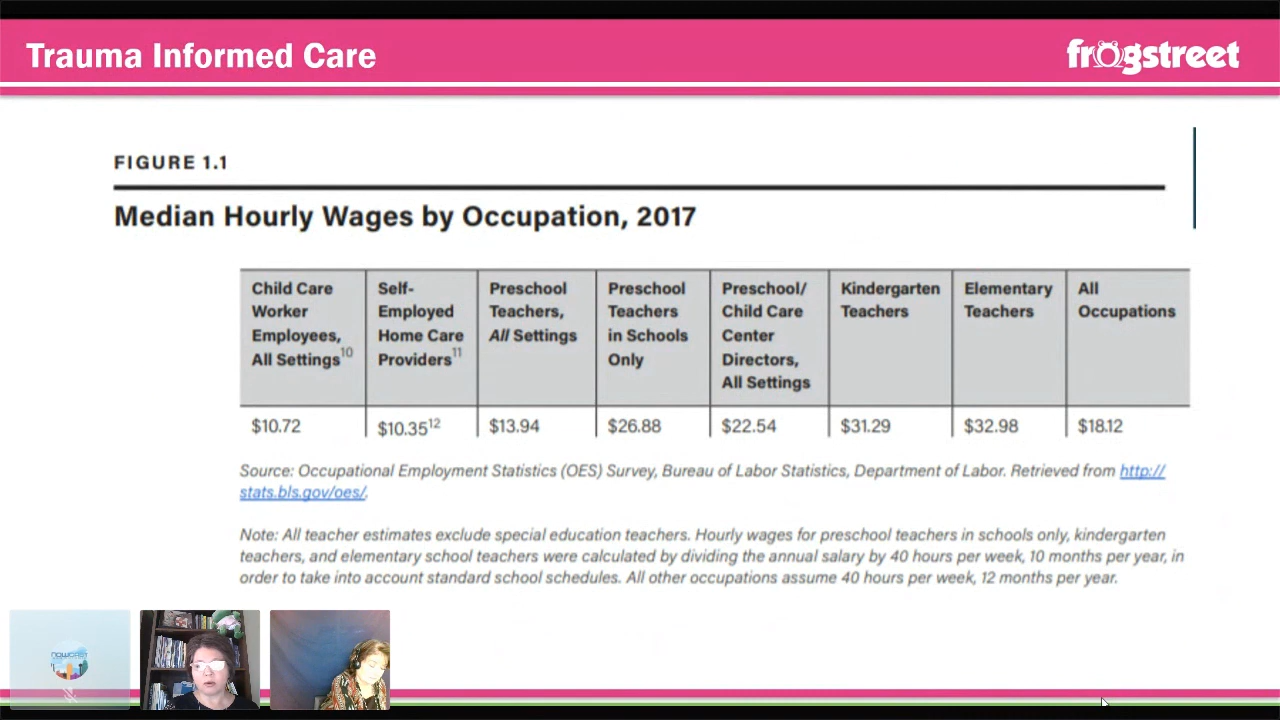 Trauma Informed Care
frogstreet
FIGURE 1.1
Median Hourly Wages by Occupation, 2017
Child Care
Worker
Employees,
All Settings10
Self-
Employed
Home Care
Providers11
Preschool
Teachers,
All Settings
Preschool
Teachers
in Schools
Only
Preschool/
Child Care
Center
Directors,
All Settings
Kindergarten
Teachers
Elementary
Teachers
All
Occupations
$10.72
$10.3512
$13.94
$26.88
$22.54
$31.29
$32.98
$18.12
Source: Occupational Employment Statistics (OES) Survey, Bureau of Labor Statistics, Department of Labor. Retrieved from http://
stats.bls.gov/oes/.
Note: All teacher estimates exclude special education teachers. Hourly wages for preschool teachers in schools only, kindergarten
teachers, and elementary school teachers were calculated by dividing the annual salary by 40 hours per week, 10 months per year, in
order to take into account standard school schedules. All other occupations assume 40 hours per week, 12 months per year.